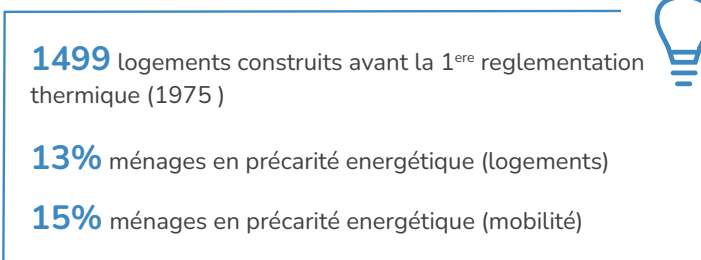 1499 logements construits avant la 1ere reglementation
thermique (1975 )
13% ménages en précarité energétique (logements)
15% ménages en précarité energétique (mobilité)